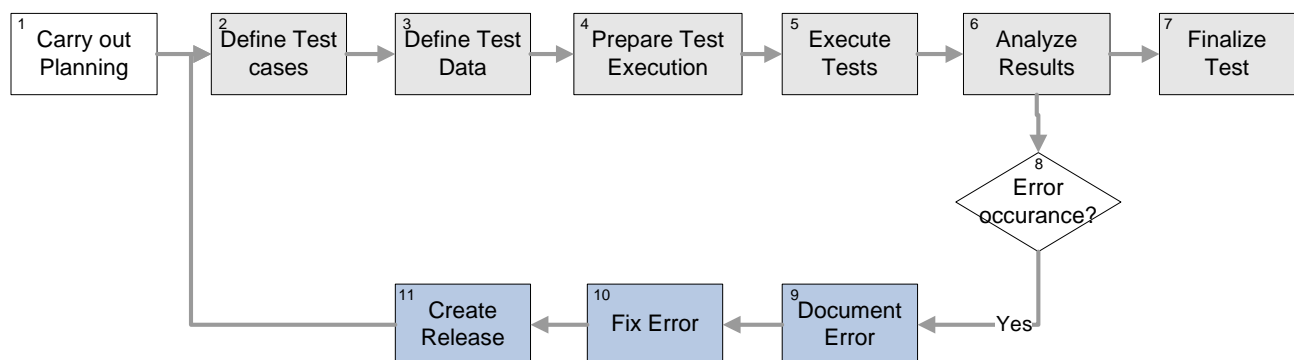 1
Carry out
Planning
2
Define Test
cases
3
Define Test
Data
4
Prepare Test
Execution
5
Execute
Tests
6
Analyze
Results
7
Finalize
Test
8
Error
occurance?
Yes
9
Document
Error
10
Fix Error
11
Create
Release